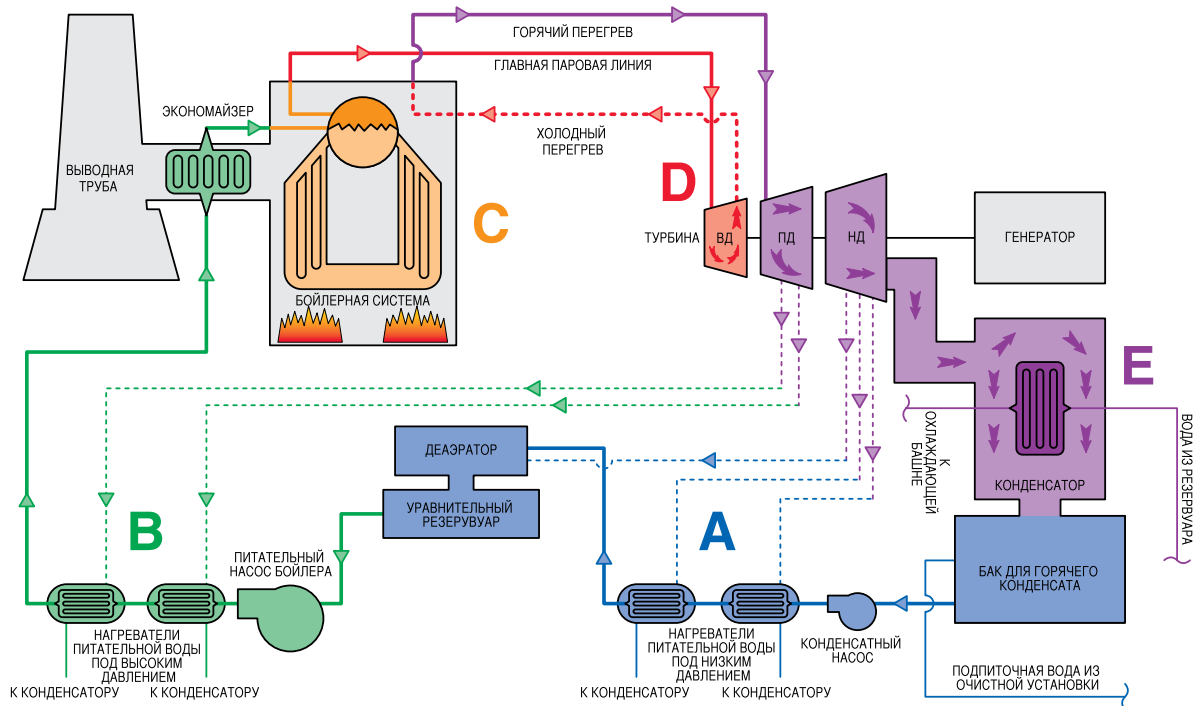 ГОРЯЧИЙ ПЕРЕГРЕВ
ГЛАВНАЯ ПАРОВАЯ ЛИНИЯ
ЭКОНОМАЙЗЕР
ХОЛОДНЫЙ
ПЕРЕГРЕВ
ВЫВОДНАЯ
ТРУБА
C
D
ТУРБИНА
ВД
ПД
НД
ГЕНЕРАТОР
БОЙЛЕРНАЯ СИСТЕМА
E
К
ОХЛАЖДАЮЩЕЙ
БАШНЕ
ВОДА ИЗ РЕЗЕРВУАРА
КОНДЕНСАТОР
ДЕАЭРАТОР
УРАВНИТЕЛЬНЫЙ
РЕЗЕРУВУАР
B
A
ПИТАТЕЛЬНЫЙ
НАСОС БОЙЛЕРА
БАК ДЛЯ ГОРЯЧЕГО
КОНДЕНСАТА
НАГРЕВАТЕЛИ
ПИТАТЕЛЬНОЙ ВОДЫ
ПОД ВЫСОКИМ
ДАВЛЕНИЕМ
К КОНДЕНСАТОРУ
К КОНДЕНСАТОРУ
НАГРЕВАТЕЛИ
ПИТАТЕЛЬНОЙ ВОДЫ
ПОД НИЗКИМ
ДАВЛЕНИЕМ
К КОНДЕНСАТОРУ
К КОНДЕНСАТОРУ
КОНДЕНСАТНЫЙ
НАСОС
ПОДПИТОЧНАЯ ВОДА ИЗ
ОЧИСТНОЙ УСТАНОВКИ